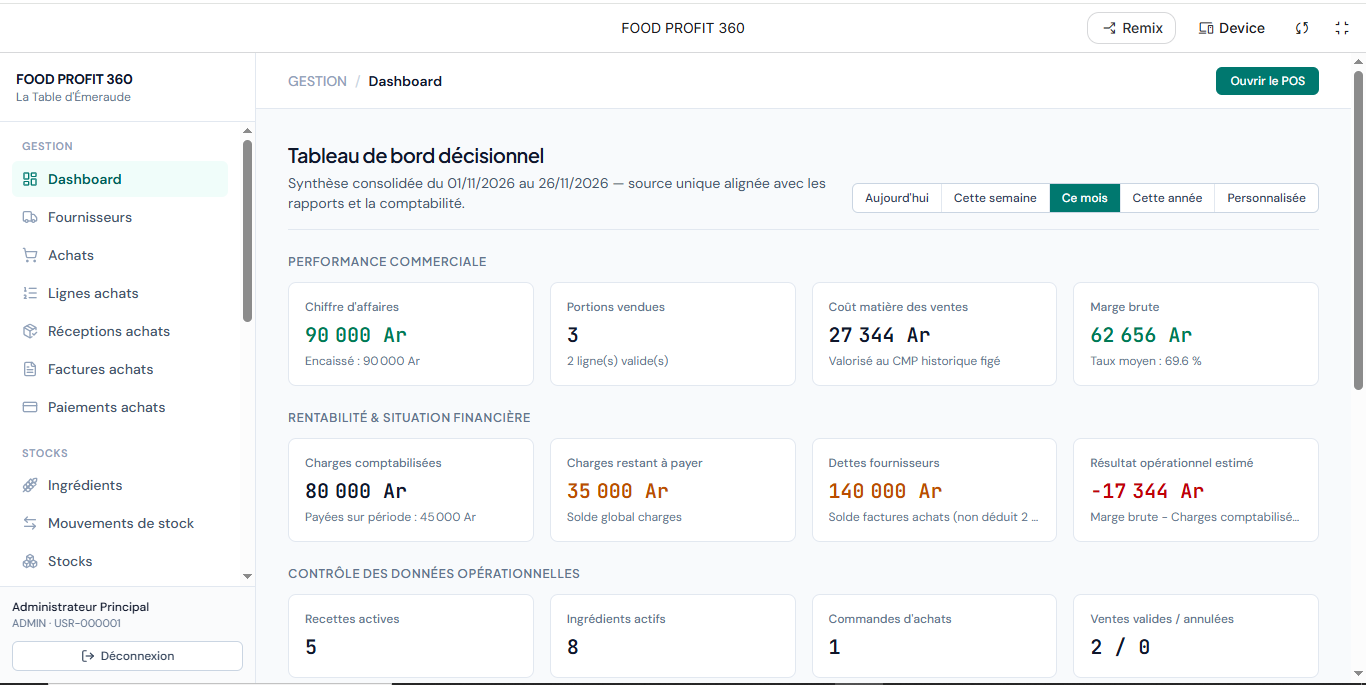 FOOD PROFIT 360
Remix
Device
FOOD PROFIT 360
La Table d'Émeraude
GESTION
Dashboard
Fournisseurs
Achats
Lignes achats
Réceptions achats
Factures achats
Paiements achats
STOCKS
Ingrédients
Mouvements de stock
Stocks
Administrateur Principal
ADMIN · USR-000001
Déconnexion
GESTION / Dashboard
Ouvrir le POS
Tableau de bord décisionnel
Synthèse consolidée du 01/11/2026 au 26/11/2026 — source unique alignée avec les
rapports et la comptabilité.
Aujourd'hui
Cette semaine
Ce mois
Cette année
Personnalisée
PERFORMANCE COMMERCIALE
Chiffre d'affaires
90 000 Ar
Encaissé : 90 000 Ar
Portions vendues
3
2 ligne(s) valide(s)
Coût matière des ventes
27 344 Ar
Valorisé au CMP historique figé
Marge brute
62 656 Ar
Taux moyen : 69.6 %
RENTABILITÉ & SITUATION FINANCIÈRE
Charges comptabilisées
80 000 Ar
Payées sur période : 45 000 Ar
Charges restant à payer
35 000 Ar
Solde global charges
Dettes fournisseurs
140 000 Ar
Solde factures achats (non déduit 2 ...
Résultat opérationnel estimé
-17 344 Ar
Marge brute - Charges comptabilisé...
CONTRÔLE DES DONNÉES OPÉRATIONNELLES
Recettes actives
5
Ingrédients actifs
8
Commandes d'achats
1
Ventes valides / annulées
2 / 0